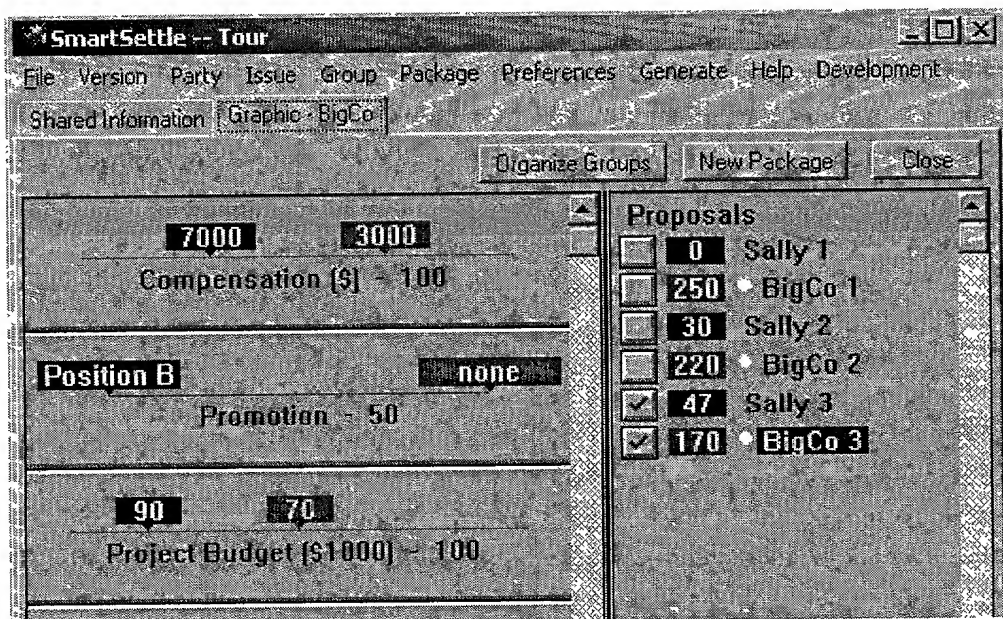 SmartSettle -- Tour
File Version Party Issue Group Package Preferences Generate Help Development
Shared Information Graphic - BigCo
Organize Groups New Package Close
7000 3000
Compensation [$] - 100
Position B none
Promotion - 50
90 70
Project Budget [$1000] - 100
Proposals
0 Sally 1
250 BigCo 1
30 Sally 2
220 BigCo 2
47 Sally 3
170 BigCo 3